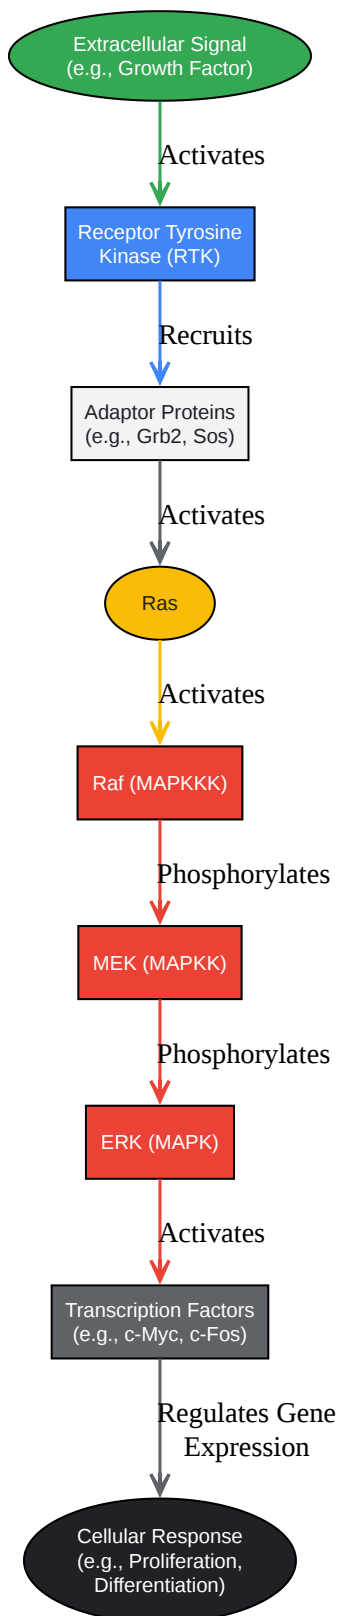 Extracellular Signal
(e.g., Growth Factor)
Activates
Receptor Tyrosine
Kinase (RTK)
Recruits
Adaptor Proteins
(e.g., Grb2, Sos)
Activates
Ras
Activates
Raf (MAPKKK)
Phosphorylates
MEK (MAPKK)
Phosphorylates
ERK (MAPK)
Activates
Transcription Factors
(e.g., c-Myc, c-Fos)
Regulates Gene
Expression
Cellular Response
(e.g., Proliferation,
Differentiation)